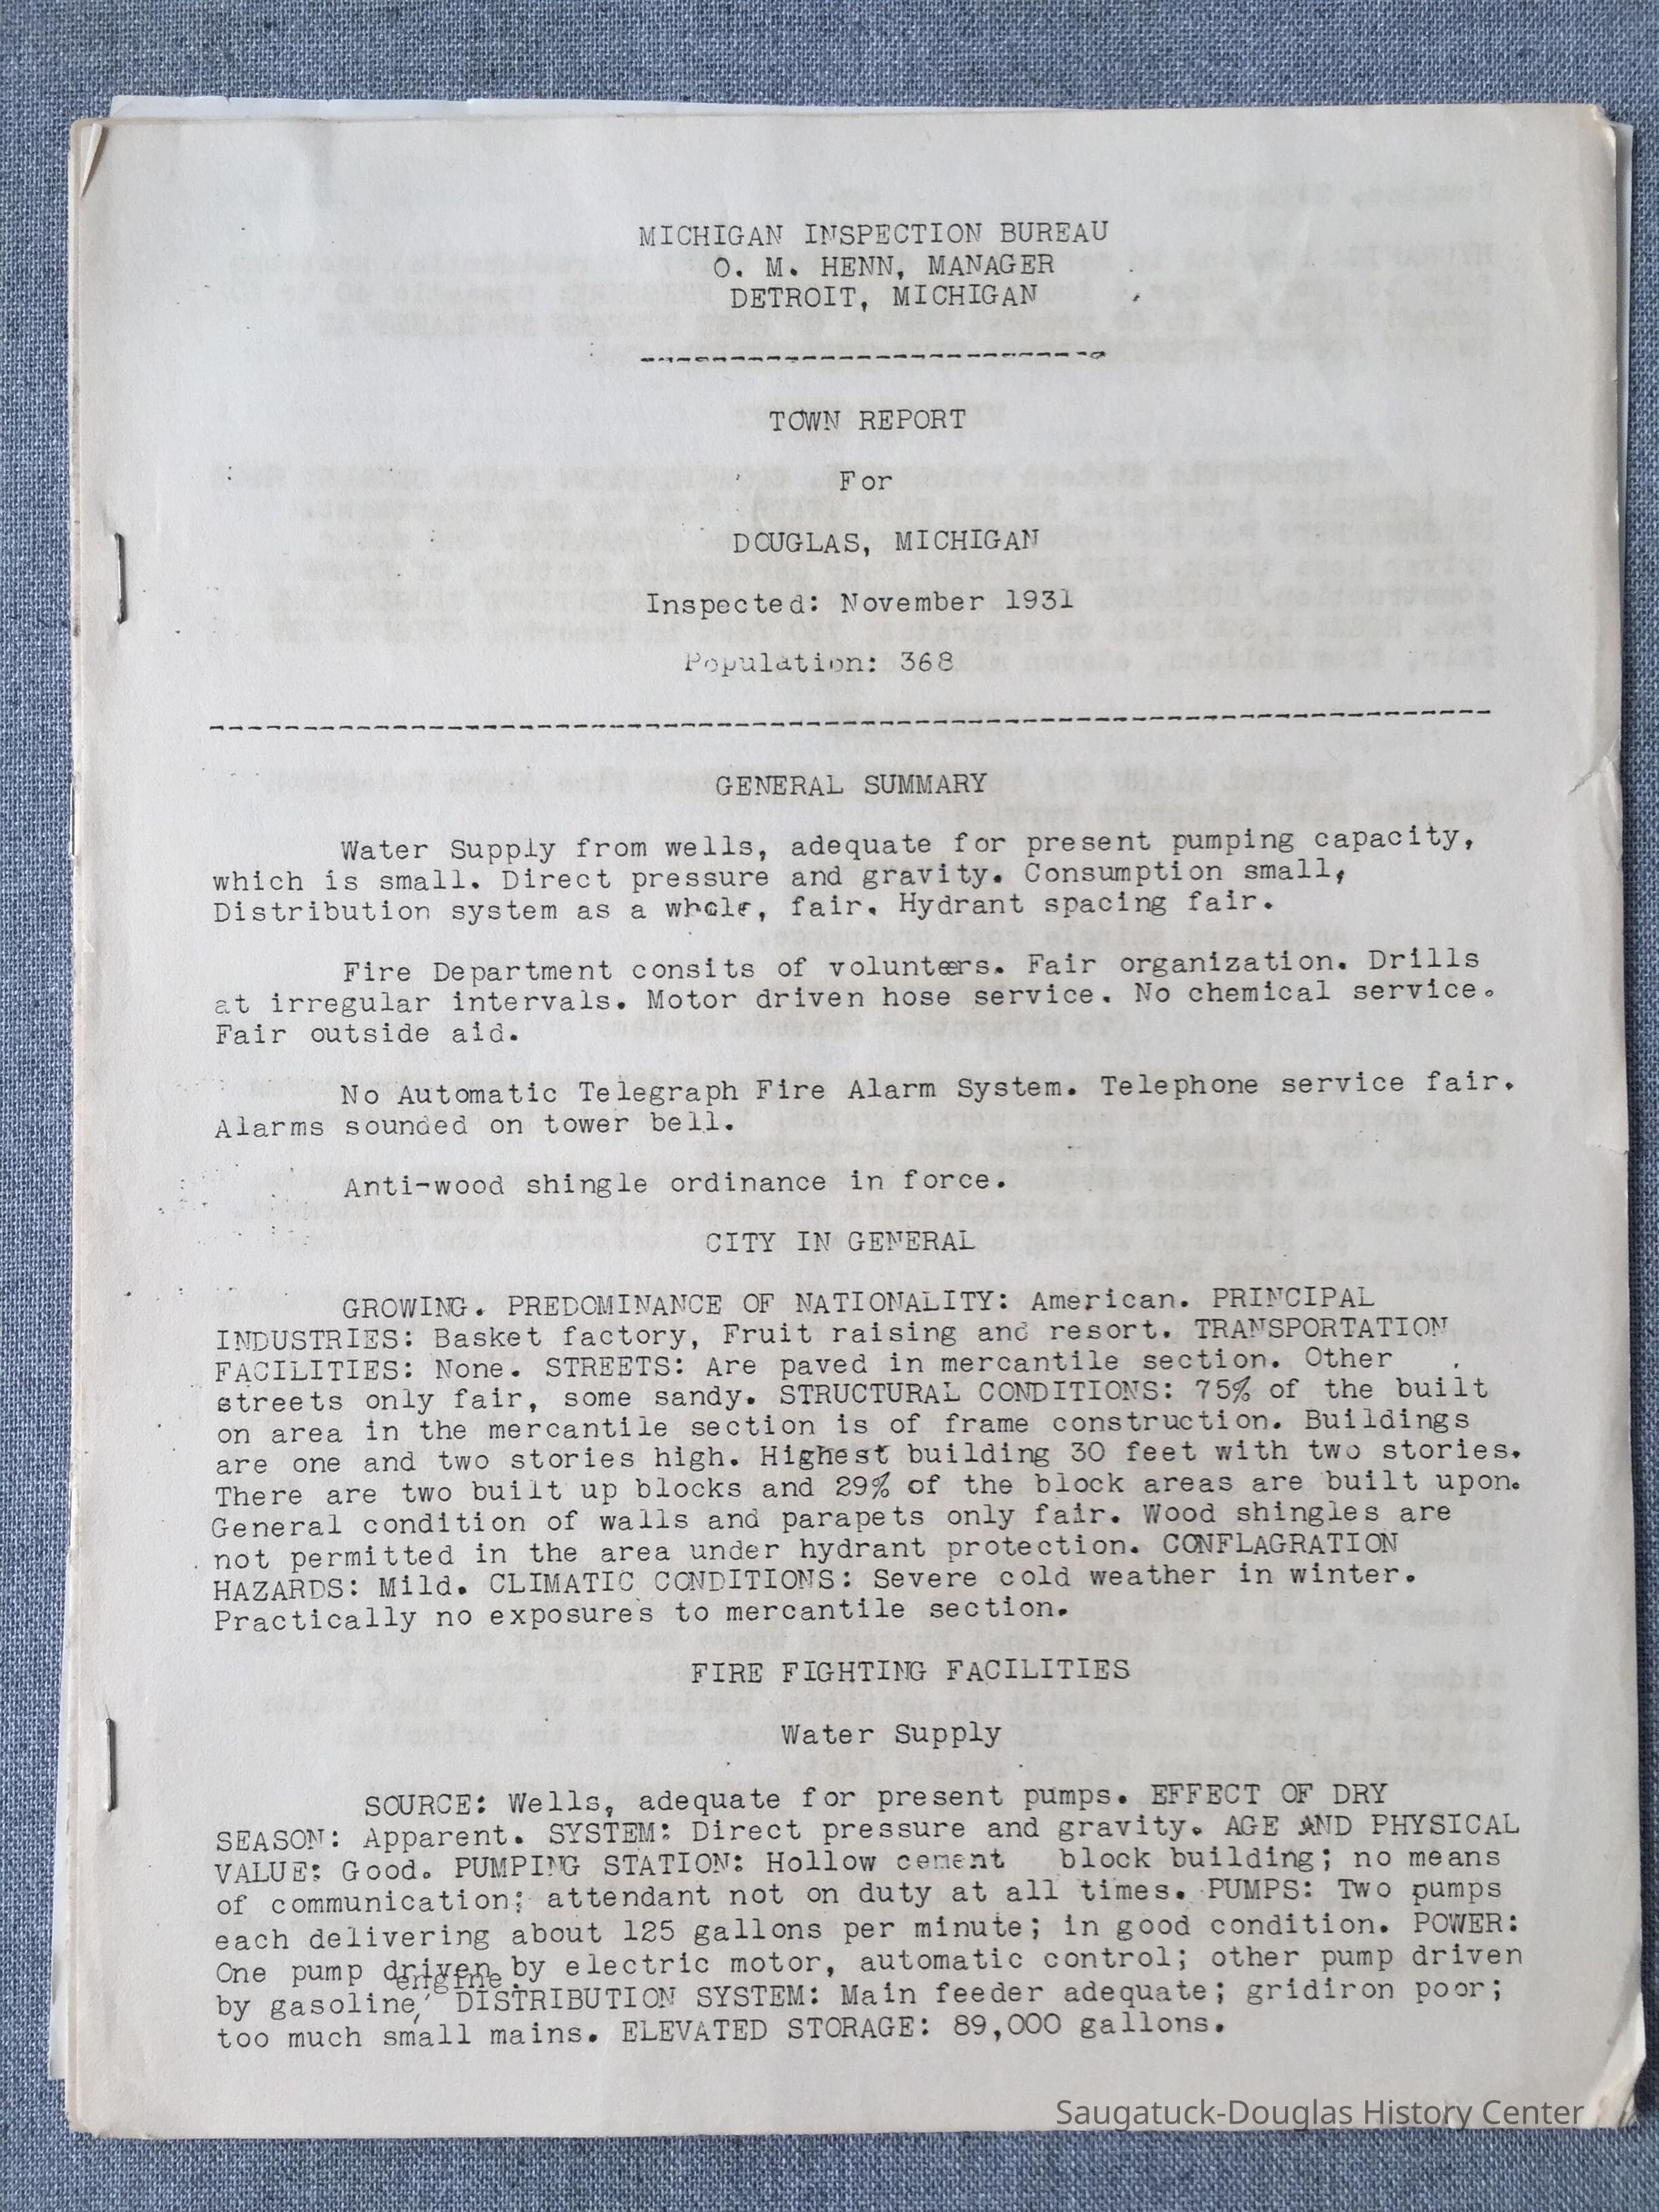 MICHIGAN INSPECTION BUREAU
O. M. HENN, MANAGER
DETROIT, MICHIGAN
TOWN REPORT
For
DOUGLAS, MICHIGAN
Inspected: November 1931
Population: 368
GENERAL SUMMARY
Water Supply from wells, adequate for present pumping capacity,
which is small. Direct pressure and gravity. Consumption small,
Distribution system as a whole, fair. Hydrant spacing fair.
Fire Department consits of volunteers. Fair organization. Drills
at irregular intervals. Motor driven hose service. No chemical service.
Fair outside aid.
No Automatic Telegraph Fire Alarm System. Telephone service fair.
Alarms sounded on tower bell.
Anti-wood shingle ordinance in force.
CITY IN GENERAL
GROWING. PREDOMINANCE OF NATIONALITY: American. PRINCIPAL
INDUSTRIES: Basket factory, Fruit raising and resort. TRANSPORTATION
FACILITIES: None. STREETS: Are paved in mercantile section. Other
streets only fair, some sandy. STRUCTURAL CONDITIONS: 75% of the built
on area in the mercantile section is of frame construction. Buildings
are one and two stories high. Highest building 30 feet with two stories.
There are two built up blocks and 29% of the block areas are built upon.
General condition of walls and parapets only fair. Wood shingles are
not permitted in the area under hydrant protection. CONFLAGRATION
HAZARDS: Mild. CLIMATIC CONDITIONS: Severe cold weather in winter.
Practically no exposures to mercantile section.
FIRE FIGHTING FACILITIES
Water Supply
SOURCE: Wells, adequate for present pumps. EFFECT OF DRY
SEASON: Apparent. SYSTEM: Direct pressure and gravity. AGE AND PHYSICAL
VALUE: Good. PUMPING STATION: Hollow cement block building; no means
of communication; attendant not on duty at all times. PUMPS: Two pumps
each delivering about 125 gallons per minute; in good condition. POWER:
One pump driven by electric motor, automatic control; other pump driven
engine.
by gasoline, DISTRIBUTION SYSTEM: Main feeder adequate; gridiron poor;
too much small mains. ELEVATED STORAGE: 89,000 gallons.
Saugatuck-Douglas History Center